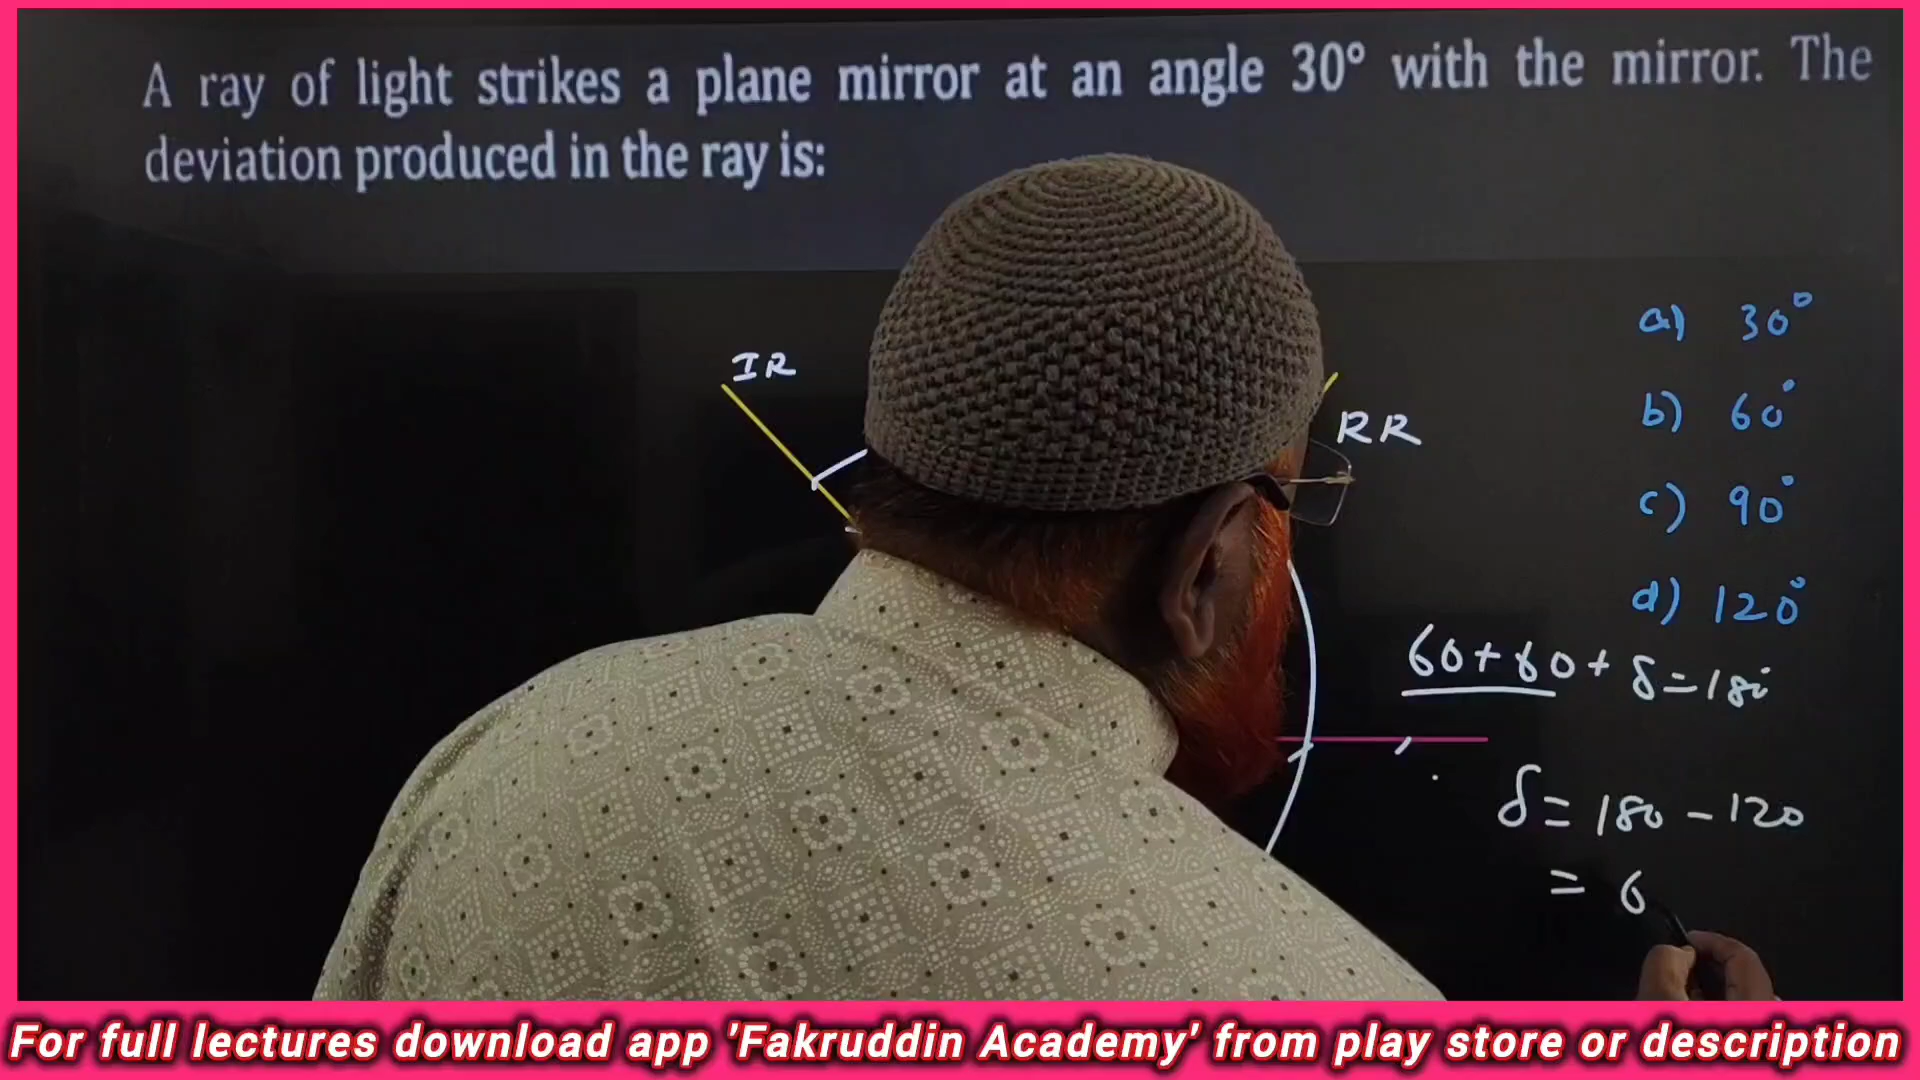 A ray of light strikes a plane mirror at an angle 30° with the mirror. The
deviation produced in the ray is:
IR
RR
a) 30°
b) 60°
c) 90°
d) 120°
60+60+δ=180
δ= 180 - 120
= 6
For full lectures download app 'Fakruddin Academy' from play store or description